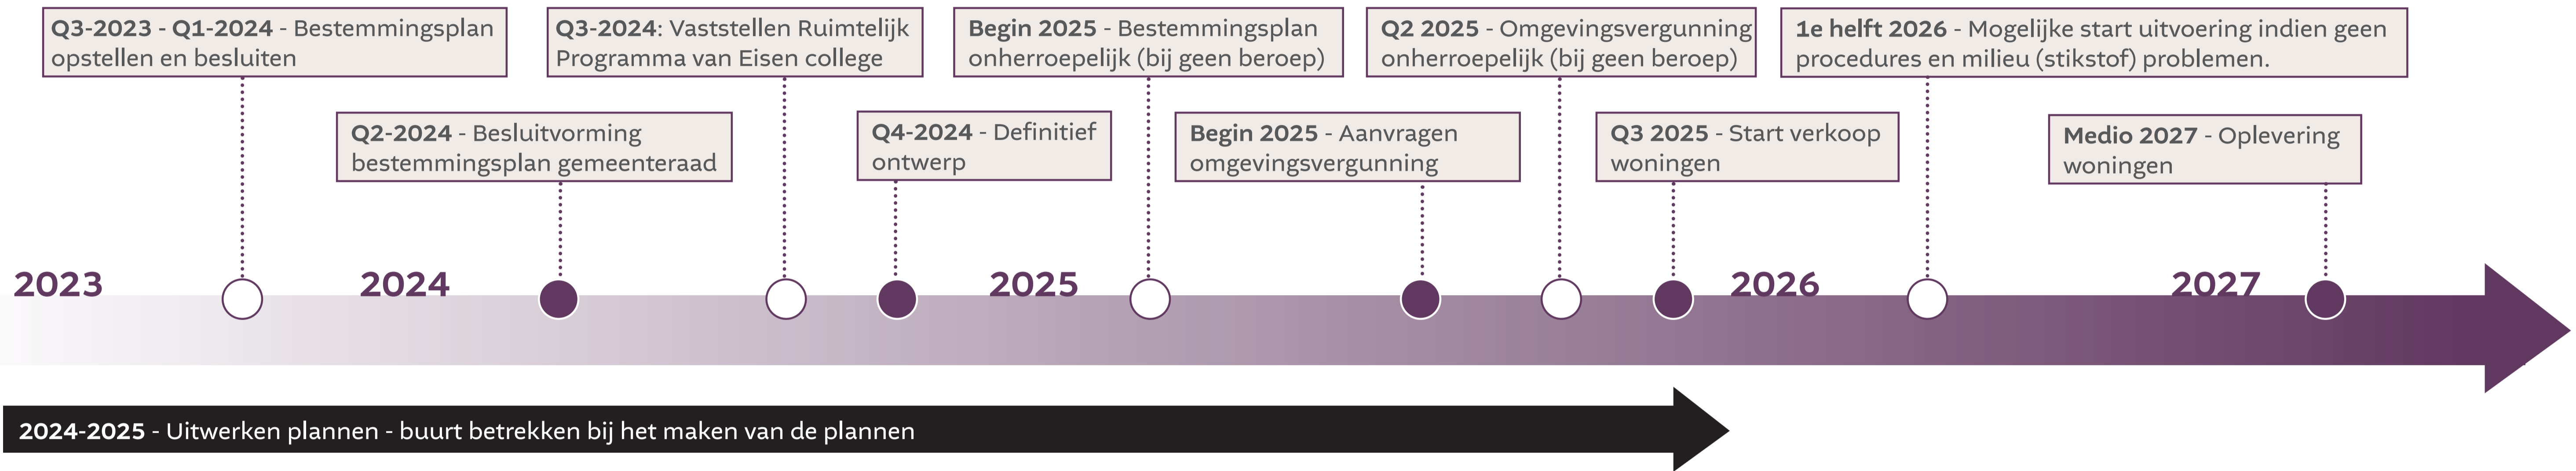 Q3-2023 - Q1-2024 - Bestemmingsplan
opstellen en besluiten
Q3-2024: Vaststellen Ruimtelijk
Programma van Eisen college
Begin 2025 - Bestemmingsplan
onherroepelijk (bij geen beroep)
Q2 2025 - Omgevingsvergunning
onherroepelijk (bij geen beroep)
1e helft 2026 - Mogelijke start uitvoering indien geen
procedures en milieu (stikstof) problemen.
Q2-2024 - Besluitvorming
bestemmingsplan gemeenteraad
Q4-2024 - Definitief
ontwerp
Begin 2025 - Aanvragen
omgevingsvergunning
Q3 2025 - Start verkoop
woningen
Medio 2027 - Oplevering
woningen
2023
2024
2025
2026
2027
2024-2025 - Uitwerken plannen - buurt betrekken bij het maken van de plannen